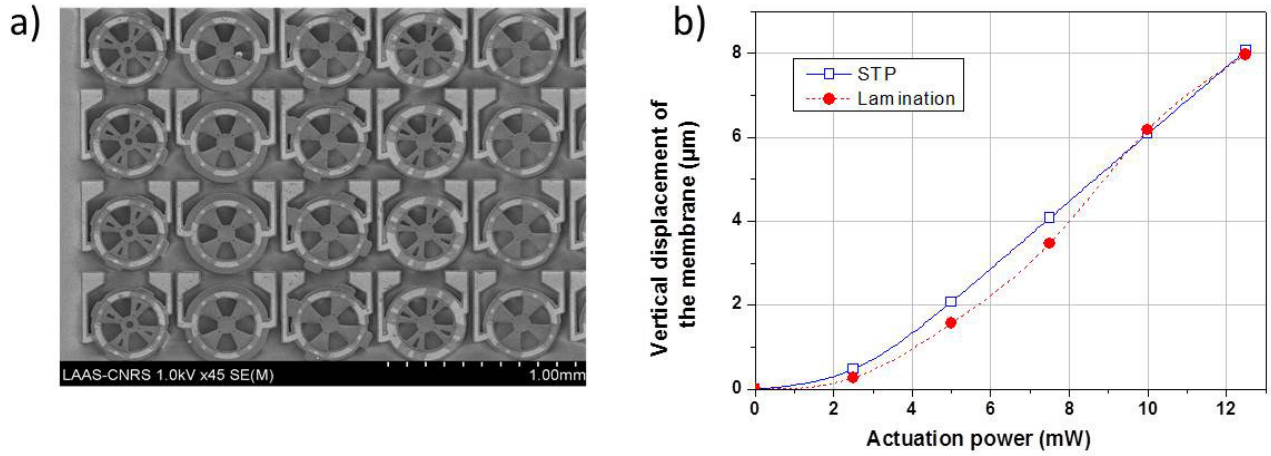 a)
LAAS-CNRS 1.0kV x45 SE(M)
1.00mm
b)
Vertical displacement of
the membrane (µm)
8
6
4
2
0
STP
Lamination
0 2 4 6 8 10 12
Actuation power (mW)